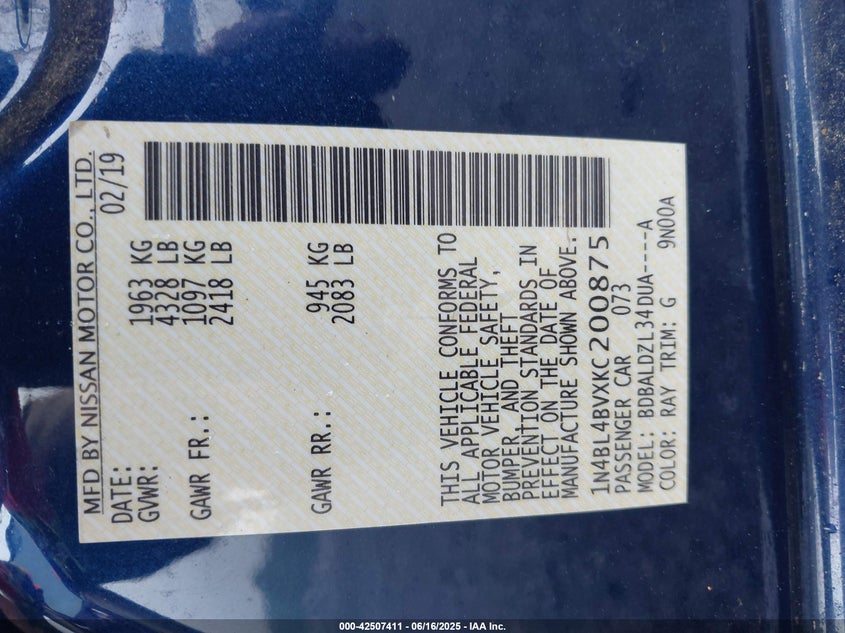 MFD BY NISSAN MOTOR CO., LTD.
DATE: 02/19
GVWR: 1963 KG
4328 LB
GAWR FR.: 1097 KG
2418 LB
GAWR RR.: 945 KG
2083 LB
THIS VEHICLE CONFORMS TO
ALL APPLICABLE FEDERAL
MOTOR VEHICLE SAFETY,
BUMPER, AND THEFT
PREVENTION STANDARDS IN
EFFECT ON THE DATE OF
MANUFACTURE SHOWN ABOVE.
1N4BL4BVXKC200875
PASSENGER CAR 073
MODEL: BDBALDZL34DUA----A
COLOR: RAY TRIM: G 9N00A
000-42507411 - 06/16/2025 - IAA Inc.